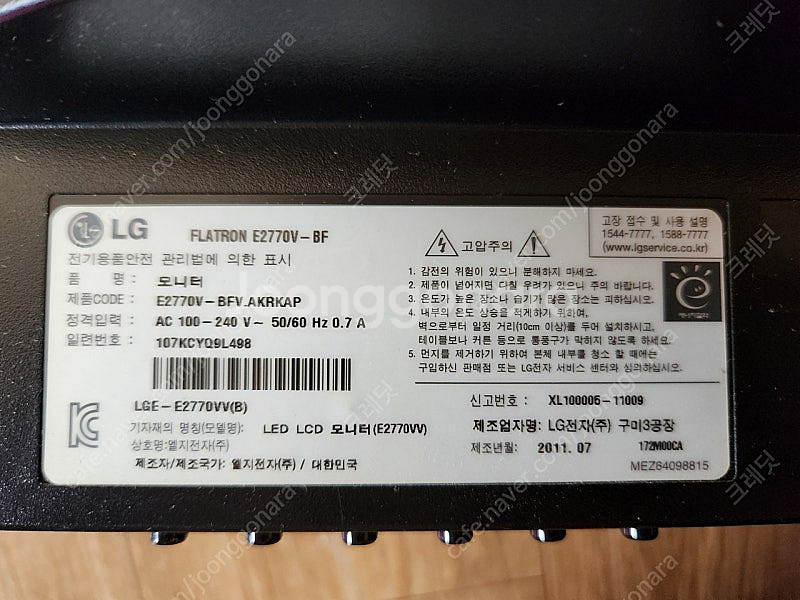 LG FLATRON E2770V-BF
전기용품안전 관리법에 의한 표시
품 명 : 모니터
제품CODE : E2770V-BFV.AKRKAP
정격입력 : AC 100-240 V~ 50/60 Hz 0.7 A
일련번호 : 107KCYQ9L498
고압주의
고장 접수 및 사용 설명
1544-7777, 1588-7777
(www.lgservice.co.kr)
1. 감전의 위험이 있으니 분해하지 마세요.
2. 제품이 넘어지면 다칠 우려가 있으니 주의 바랍니다.
3. 온도가 높은 장소나 습기가 많은 장소는 피하십시오.
4. 내부의 온도 상승을 적게하기 위하여,
벽으로부터 일정 거리(10cm 이상)를 두어 설치하시고,
테이블보나 커튼 등으로 통풍구가 막히지 않도록 하세요.
5. 먼지를 제거하기 위하여 본체 내부를 청소 할 때에는
구입하신 판매점 또는 LG전자 서비스 센터와 상의하십시오.
에너지절약
LGE-E2770VV(B)
기자재의 명칭(모델명): LED LCD 모니터(E2770VV)
상호명:엘지전자(주)
제조자/제조국가: 엘지전자(주) / 대한민국
신고번호 : XL100005-11009
제조업자명: LG전자(주) 구미3공장
제조년월: 2011. 07 172M00CA
MEZ64098815
cafe.naver.com/joonggonara
크레딧
joonggonara